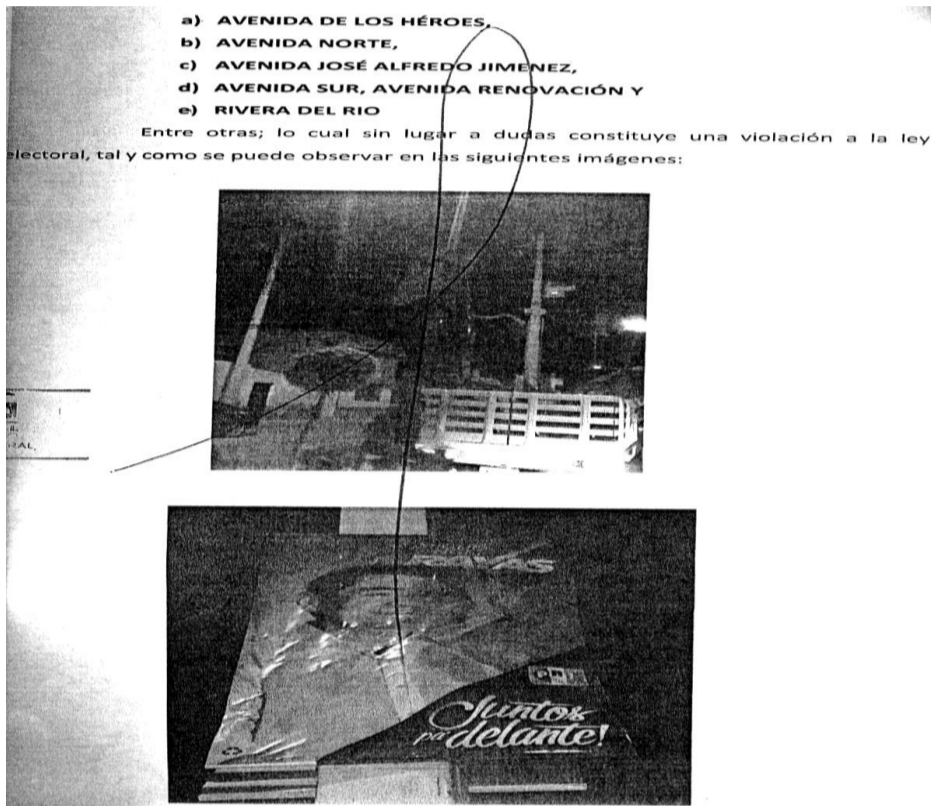 a) AVENIDA DE LOS HÉROES,
b) AVENIDA NORTE,
c) AVENIDA JOSÉ ALFREDO JIMENEZ,
d) AVENIDA SUR, AVENIDA RENOVACIÓN Y
e) RIVERA DEL RIO
Entre otras; lo cual sin lugar a dudas constituye una violación a la ley
electoral, tal y como se puede observar en las siguientes imágenes:
Juntos
pa' delante!